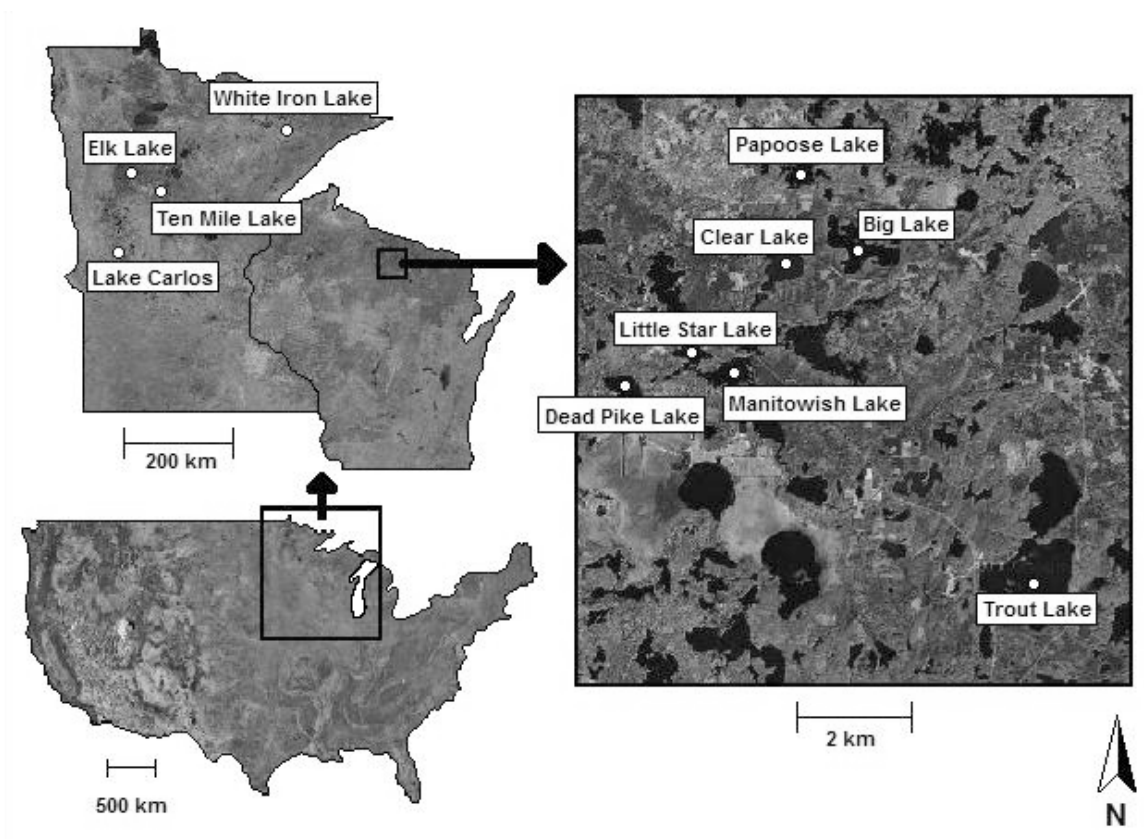 White Iron Lake
Elk Lake
Ten Mile Lake
Lake Carlos
200 km
500 km
Papoose Lake
Big Lake
Clear Lake
Little Star Lake
Manitowish Lake
Dead Pike Lake
Trout Lake
2 km
N